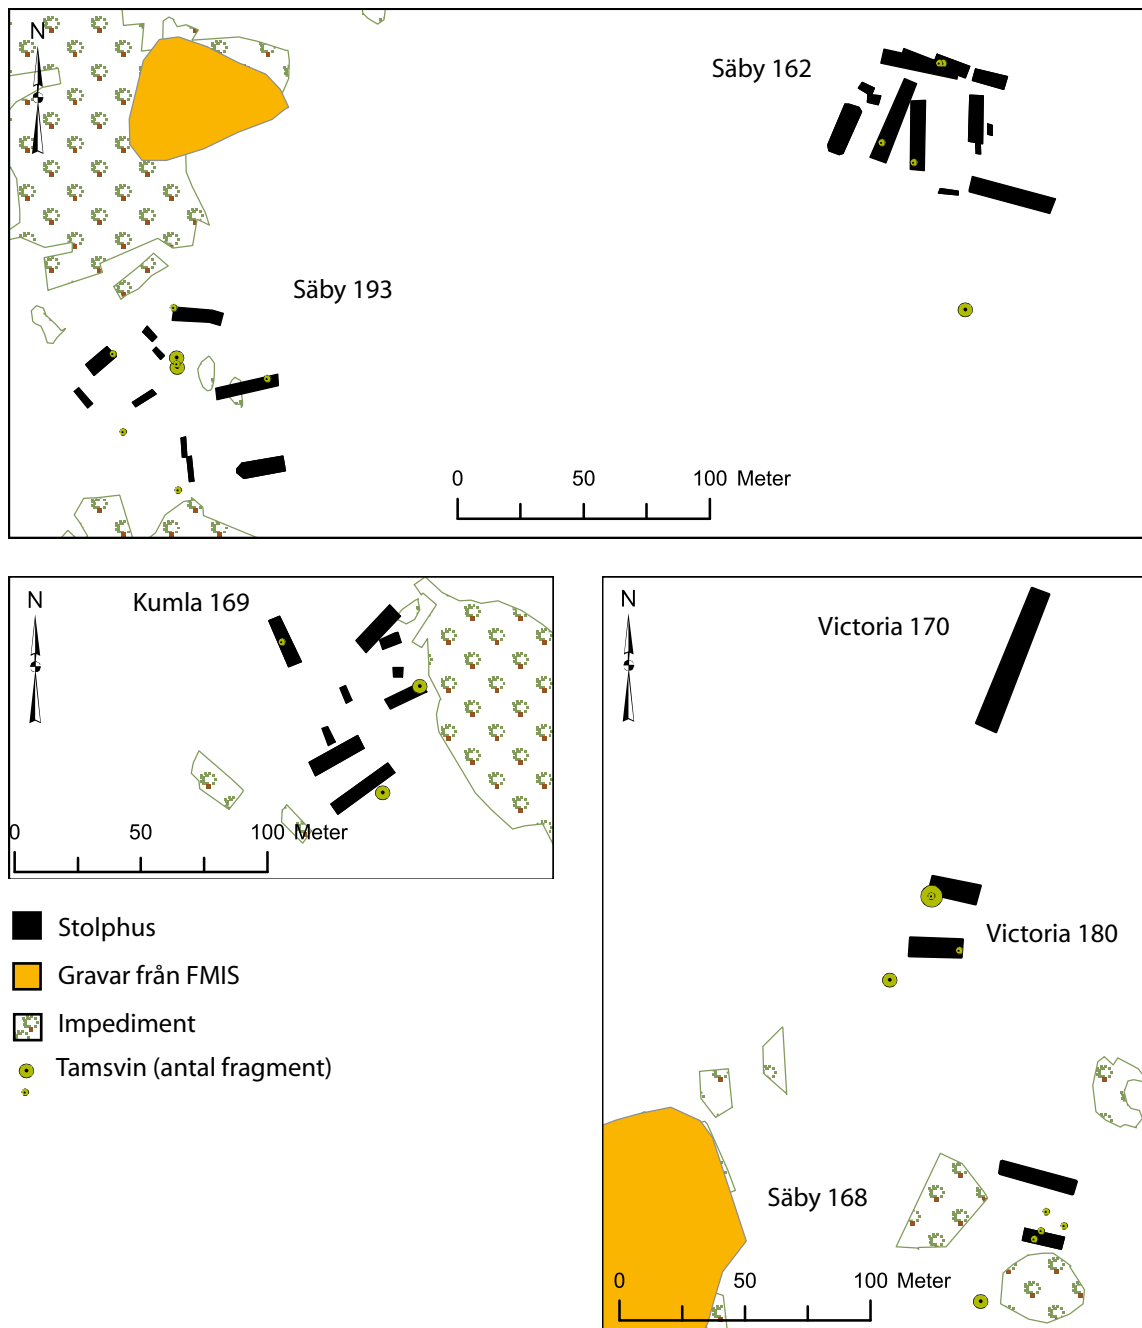 N
Säby 162
Säby 193
0 50 100 Meter
N
Kumla 169
0 50 100 Meter
N
Victoria 170
Victoria 180
Säby 168
0 50 100 Meter
Stolphus
Gravar från FMIS
Impediment
Tamsvin (antal fragment)